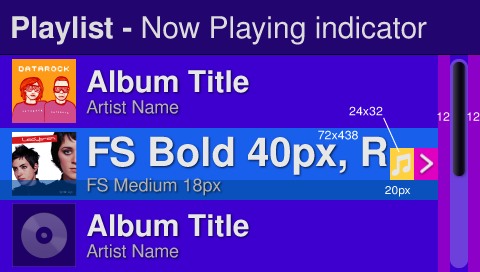 Playlist - Now Playing indicator
DATAROCK
Album Title
Artist Name
24x32
12
12
72x438
Ladytron
FS Bold 40px, R
FS Medium 18px
20px
Album Title
Artist Name